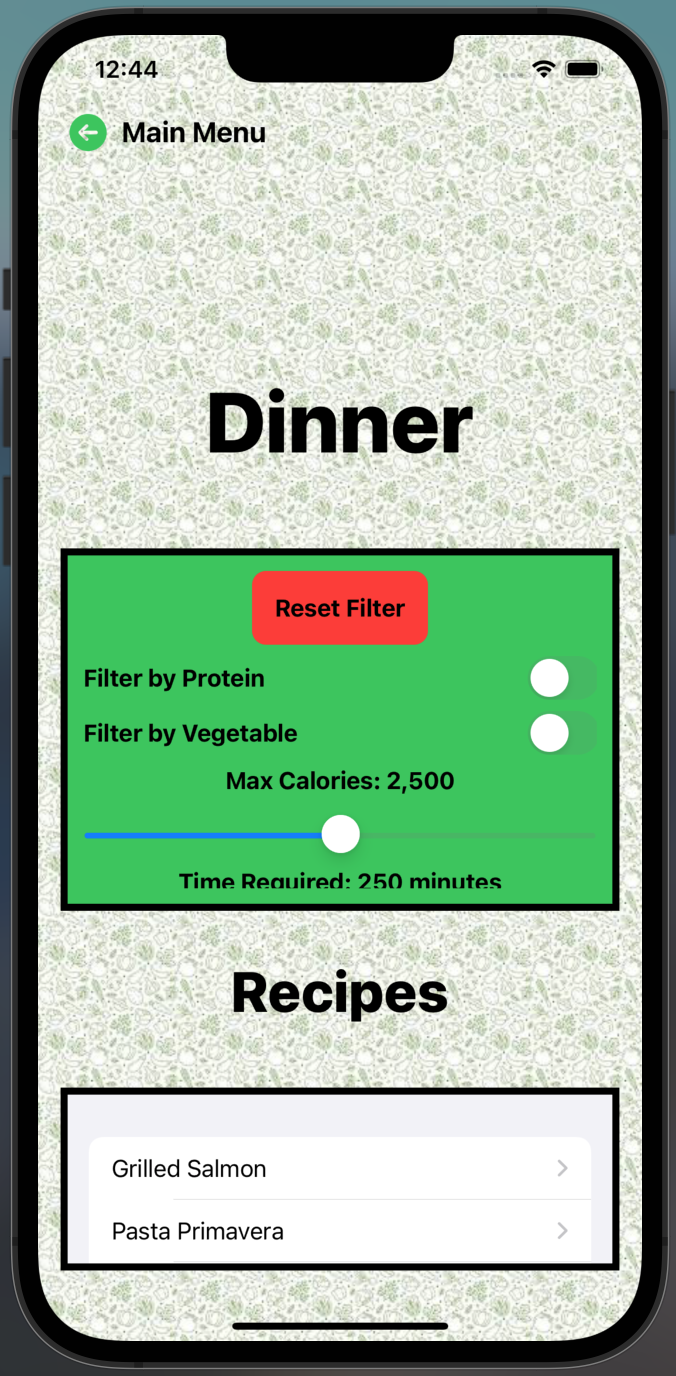 12:44
Main Menu
Dinner
Reset Filter
Filter by Protein
Filter by Vegetable
Max Calories: 2,500
Time Required: 250 minutes
Recipes
Grilled Salmon
Pasta Primavera